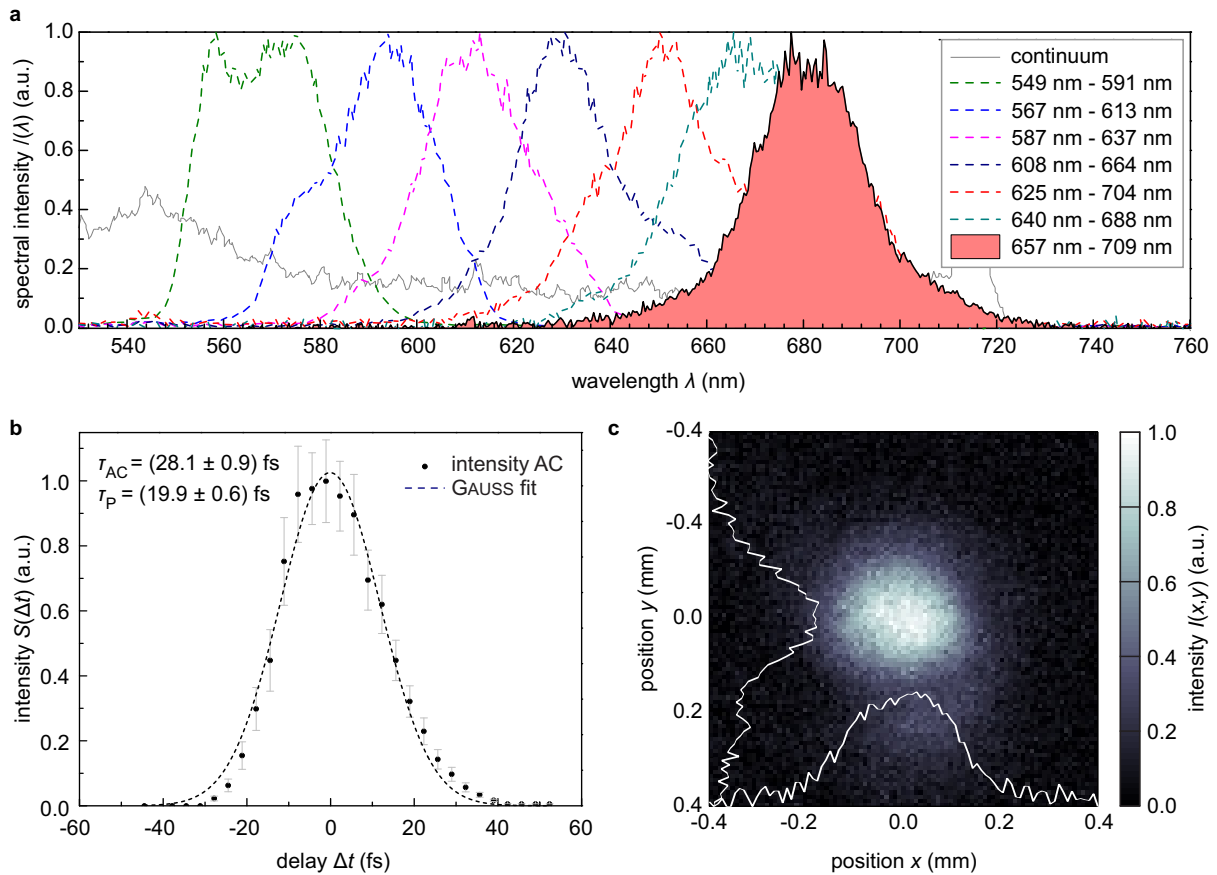 a
spectral intensity I(λ) (a.u.)
1.0
0.8
0.6
0.4
0.2
0.0
540 560 580 600 620 640 660 680 700 720 740 760
wavelength λ (nm)
continuum
549 nm - 591 nm
567 nm - 613 nm
587 nm - 637 nm
608 nm - 664 nm
625 nm - 704 nm
640 nm - 688 nm
657 nm - 709 nm
b
intensity S(Δt) (a.u.)
1.0
0.8
0.6
0.4
0.2
0.0
τAC = (28.1 ± 0.9) fs
τP = (19.9 ± 0.6) fs
intensity AC
GAUSS fit
-60 -40 -20 0 20 40 60
delay Δt (fs)
c
position y (mm)
-0.4
-0.4
0.0
0.2
0.4
-0.4 -0.2 0.0 0.2 0.4
position x (mm)
1.0
0.8
0.6
0.4
0.2
0.0
intensity I(x,y) (a.u.)